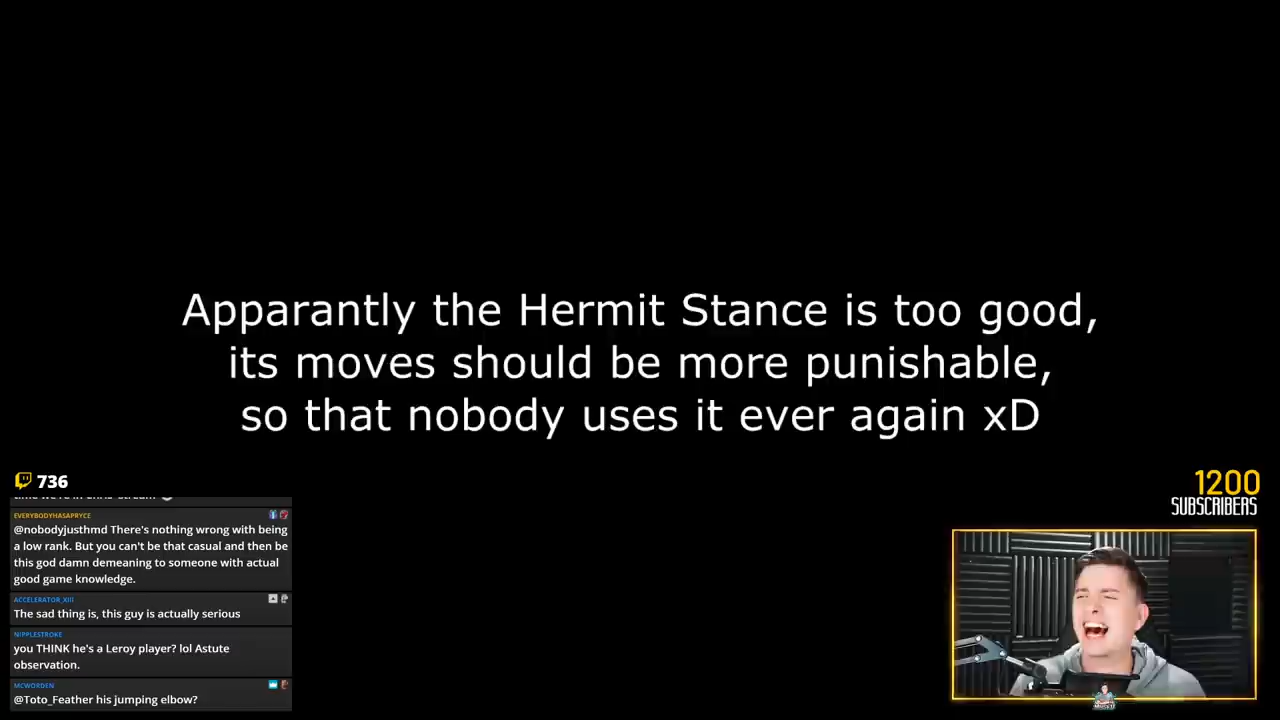 Apparantly the Hermit Stance is too good,
its moves should be more punishable,
so that nobody uses it ever again xD
736
EVERYBODYHASAPRYCE
@nobodyjusthmd There's nothing wrong with being
a low rank. But you can't be that casual and then be
this god damn demeaning to someone with actual
good game knowledge.
ACCELERATOR_XIII
The sad thing is, this guy is actually serious
NIPPLESTROKE
you THINK he's a Leroy player? lol Astute
observation.
MCWORDEN
@Toto_Feather his jumping elbow?
1200
SUBSCRIBERS